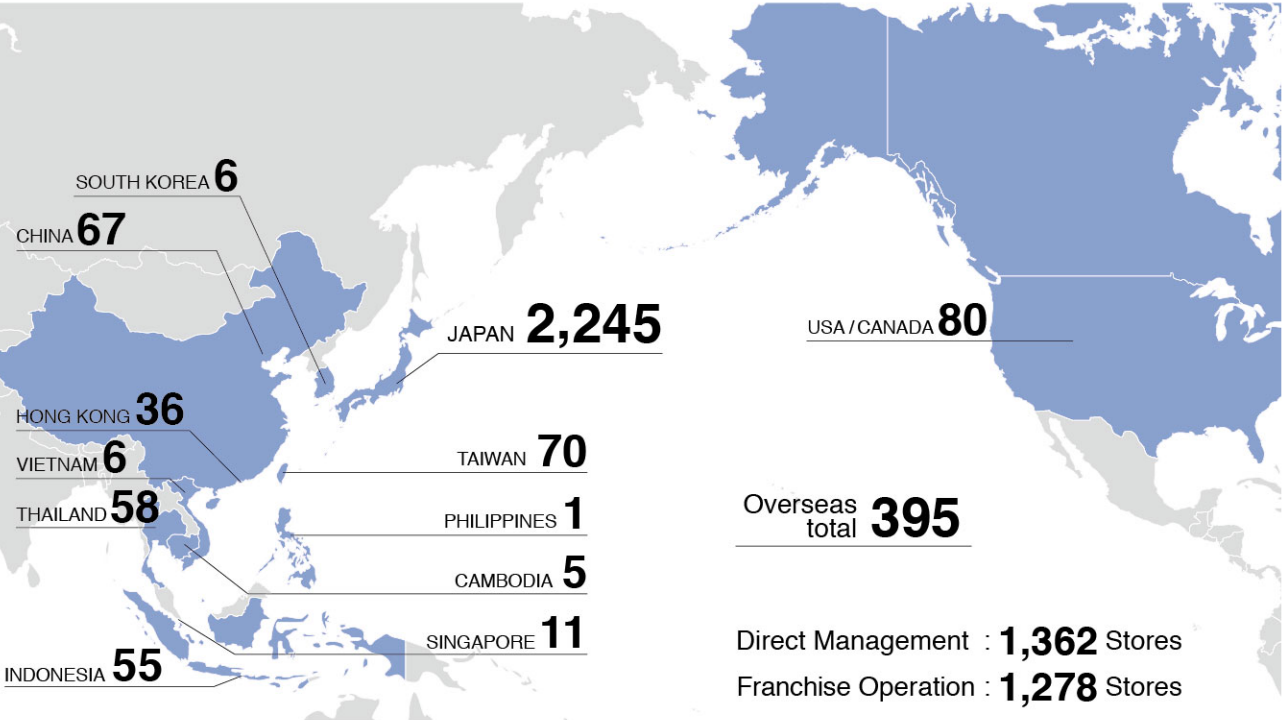 SOUTH KOREA 6
CHINA 67
JAPAN 2,245
USA / CANADA 80
HONG KONG 36
VIETNAM 6
THAILAND 58
TAIWAN 70
PHILIPPINES 1
CAMBODIA 5
SINGAPORE 11
INDONESIA 55
Overseas
total 395
Direct Management : 1,362 Stores
Franchise Operation : 1,278 Stores